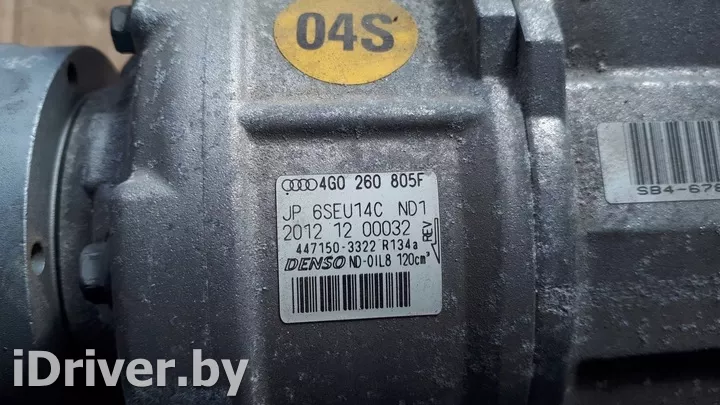 04S
4G0 260 805F
JP 6SEU14C ND1
2012 12 00032
447150-3322 R134a
REV
DENSO ND-OIL8 120cm³
SB4-676
iDriver.by